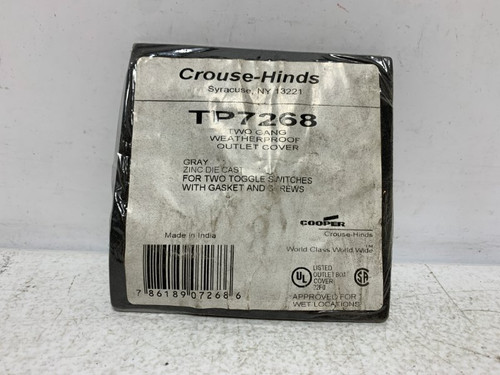 Crouse-Hinds
Syracuse, NY 13221
TP7268
TWO GANG
WEATHERPROOF
OUTLET COVER
GRAY
ZINC DIE CAST
FOR TWO TOGGLE SWITCHES
WITH GASKET AND SCREWS
COOPER
Crouse-Hinds
Made in India
World Class. World Wide.
TM
UL
LISTED
OUTLET BOX
COVER
SA
7 86189 07268 6
APPROVED FOR
WET LOCATIONS